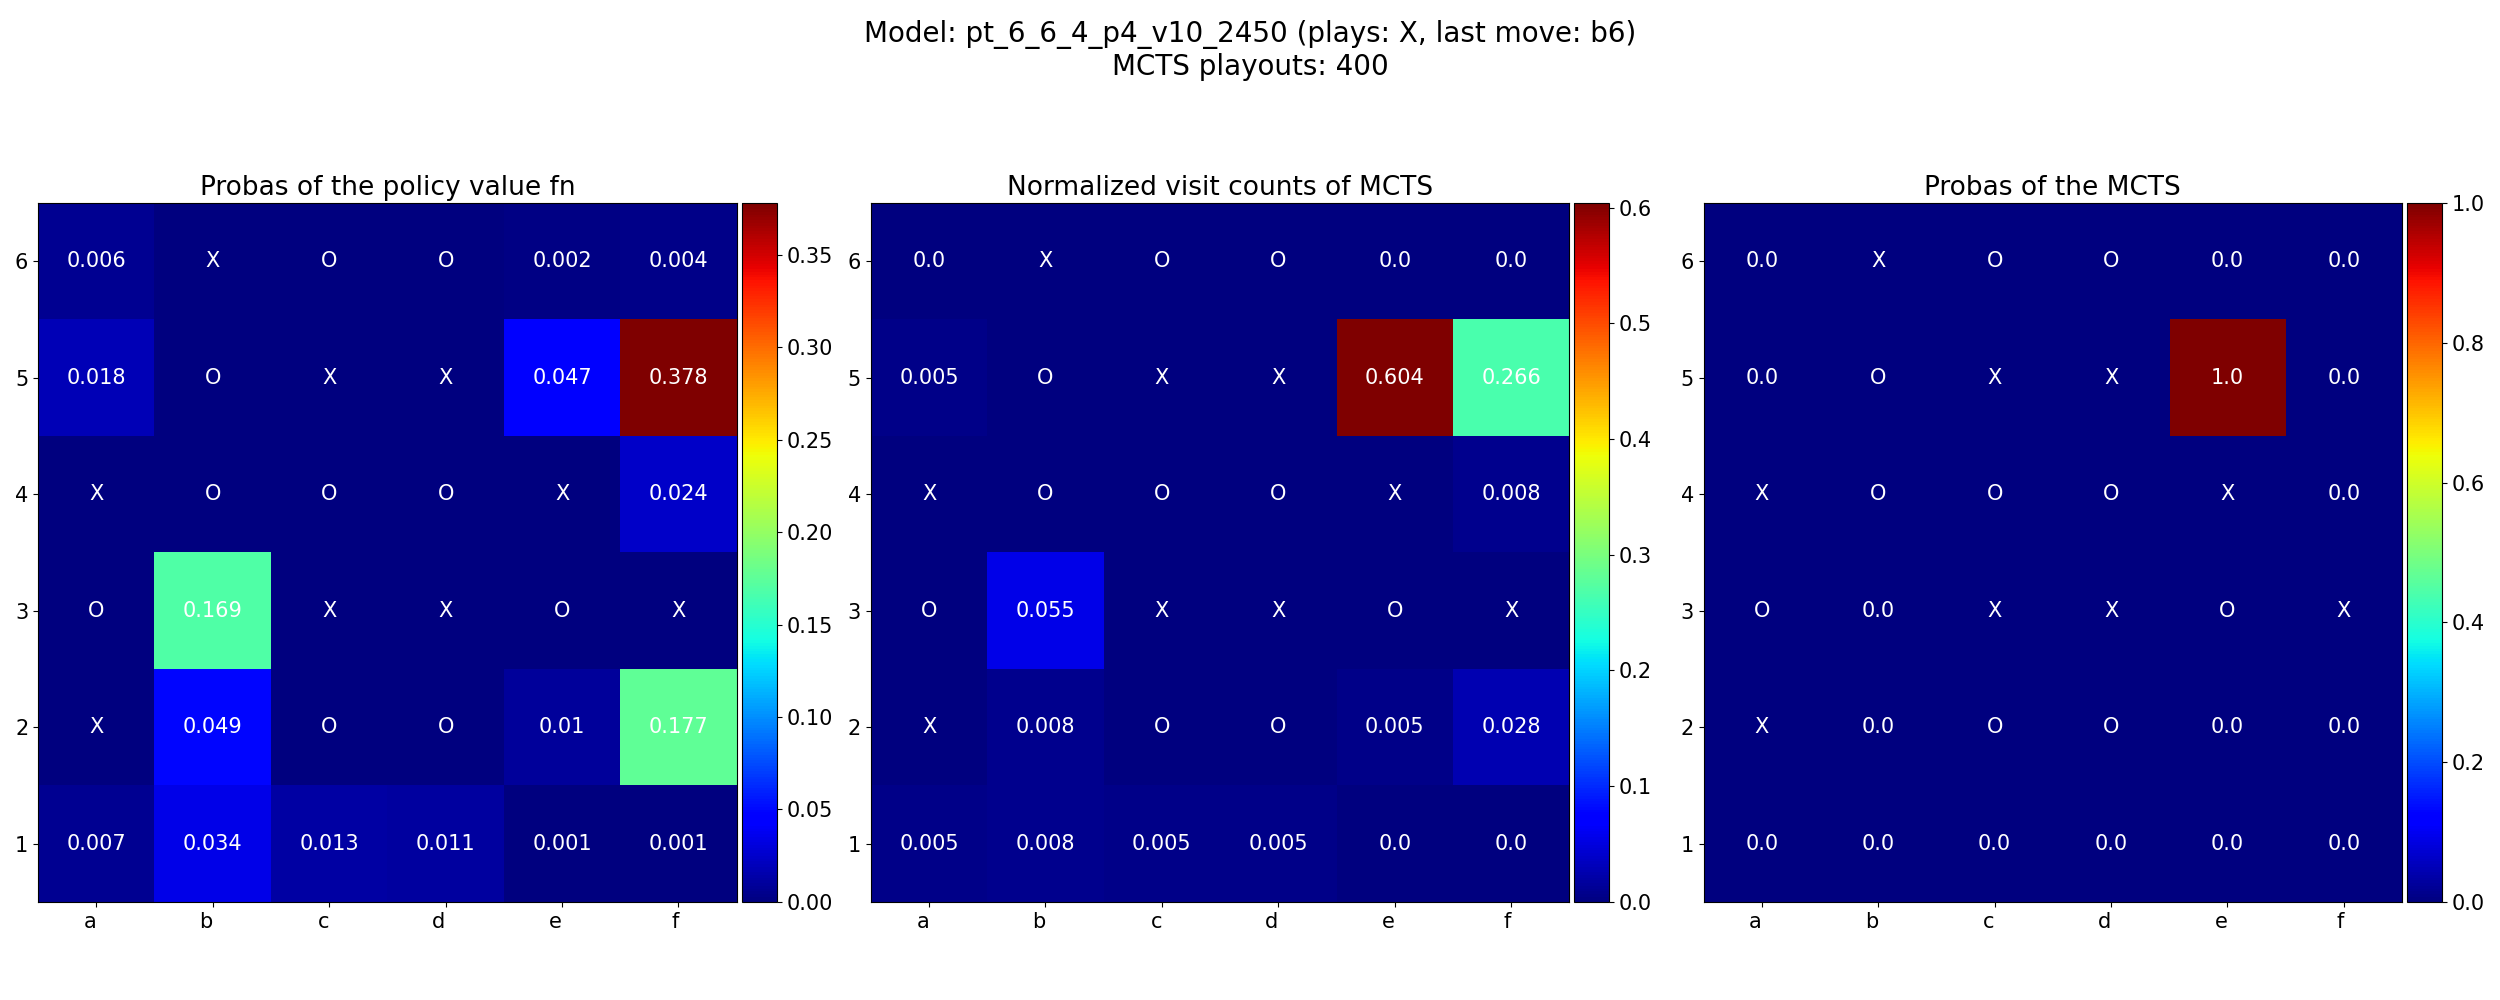 Model: pt_6_6_4_p4_v10_2450 (plays: X, last move: b6)
MCTS playouts: 400
Probas of the policy value fn
6 0.006 X O O 0.002 0.004
5 0.018 O X X 0.047 0.378
4 X O O O X 0.024
3 O 0.169 X X O X
2 X 0.049 O O 0.01 0.177
1 0.007 0.034 0.013 0.011 0.001 0.001
a b c d e f
0.35
0.30
0.25
0.20
0.15
0.10
0.05
0.00
Normalized visit counts of MCTS
6 0.0 X O O 0.0 0.0
5 0.005 O X X 0.604 0.266
4 X O O O X 0.008
3 O 0.055 X X O X
2 X 0.008 O O 0.005 0.028
1 0.005 0.008 0.005 0.005 0.0 0.0
a b c d e f
0.6
0.5
0.4
0.3
0.2
0.1
0.0
Probas of the MCTS
6 0.0 X O O 0.0 0.0
5 0.0 O X X 1.0 0.0
4 X O O O X 0.0
3 O 0.0 X X O X
2 X 0.0 O O 0.0 0.0
1 0.0 0.0 0.0 0.0 0.0 0.0
a b c d e f
1.0
0.8
0.6
0.4
0.2
0.0